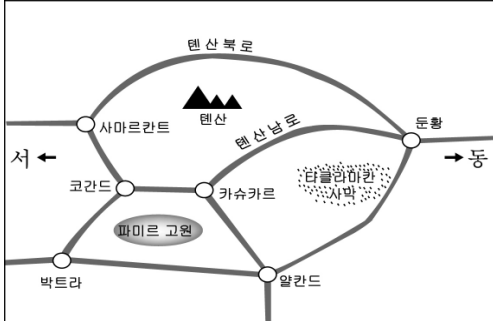 톈산북로
사마르칸트
톈산
톈산남로
둔황
서
동
코간드
카슈카르
타클라마칸
사막
파미르 고원
박트라
얄칸드